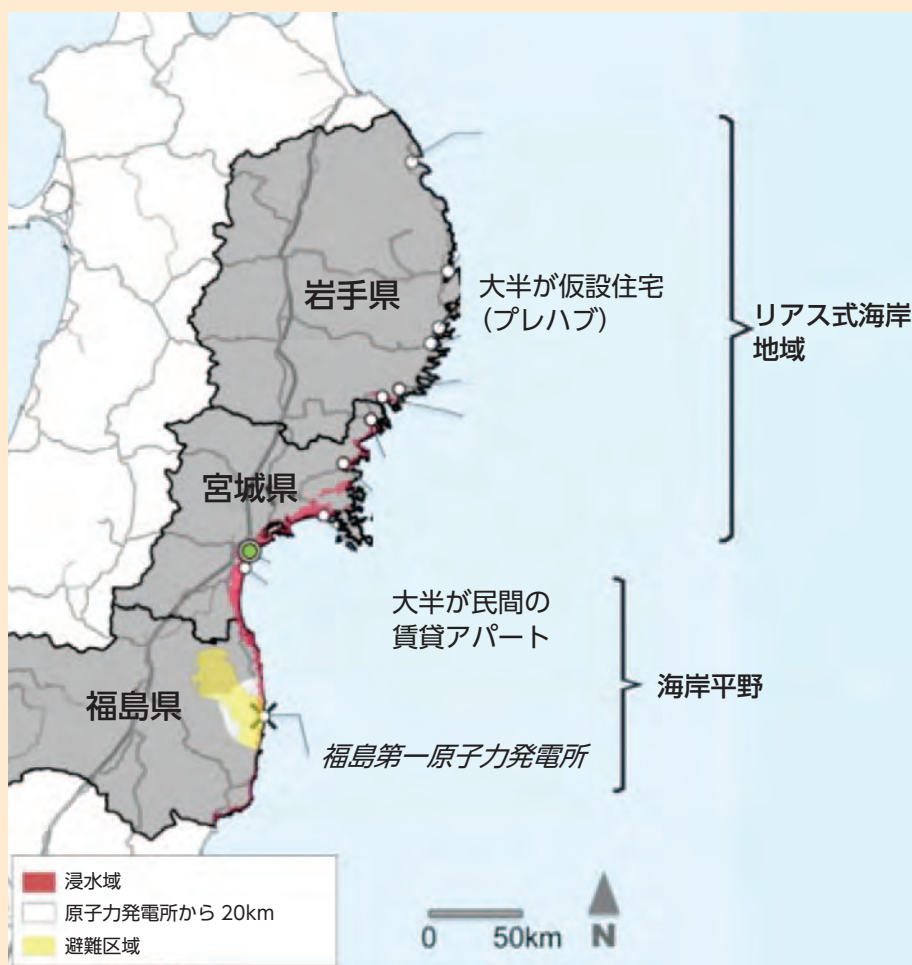 岩手県
大半が仮設住宅
(プレハブ)
リアス式海岸
地域
宮城県
大半が民間の
賃貸アパート
海岸平野
福島県
福島第一原子力発電所
浸水域
原子力発電所から 20km
避難区域
0 50km N